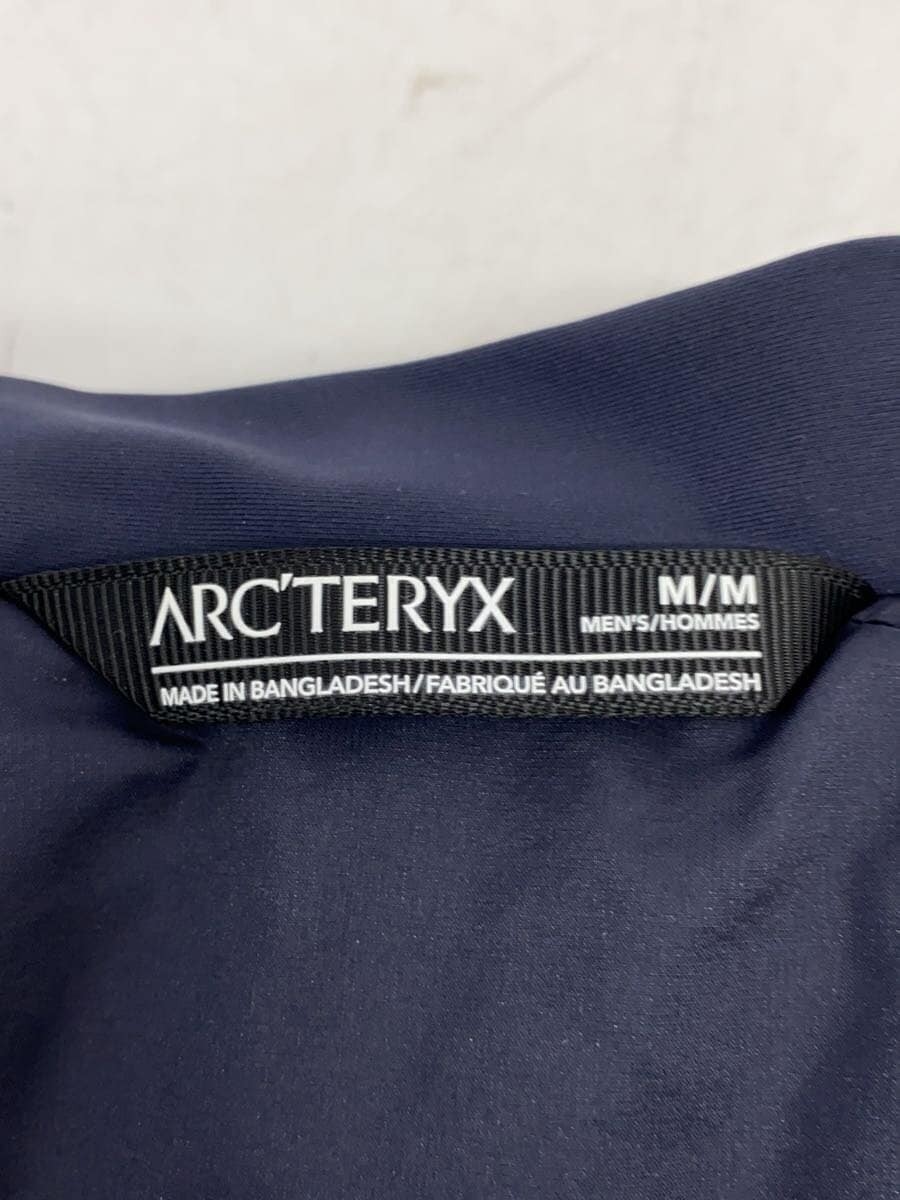 ARC'TERYX
M/M
MEN'S/HOMMES
MADE IN BANGLADESH/FABRIQUÉ AU BANGLADESH